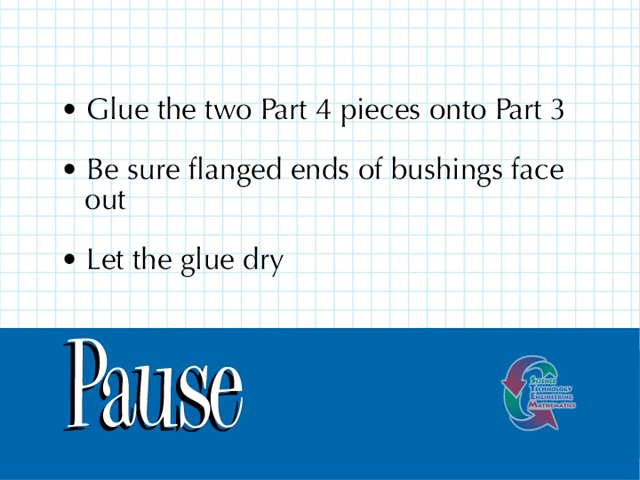 • Glue the two Part 4 pieces onto Part 3
• Be sure flanged ends of bushings face
out
• Let the glue dry
Pause
Science
Technology
Engineering
Mathematics